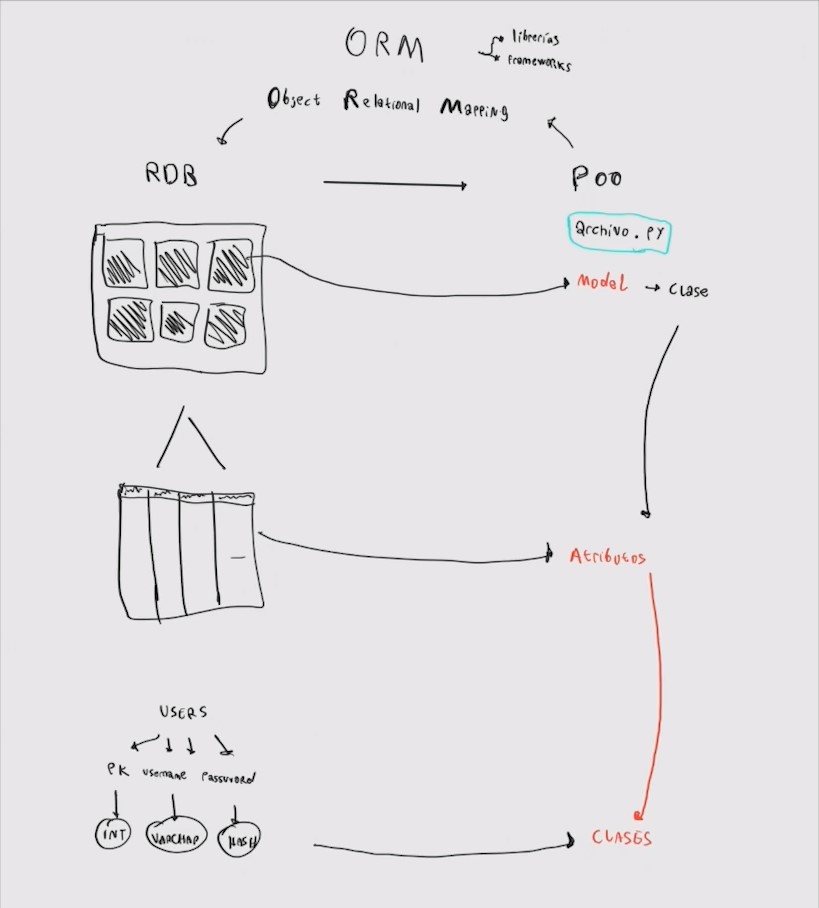 ORM
librerías
Frameworks
Object Relational Mapping
RDB
POO
archivo.py
Model → Clase
Atributos
USERS
PK username password
INT VARCHAR HASH
CLASES